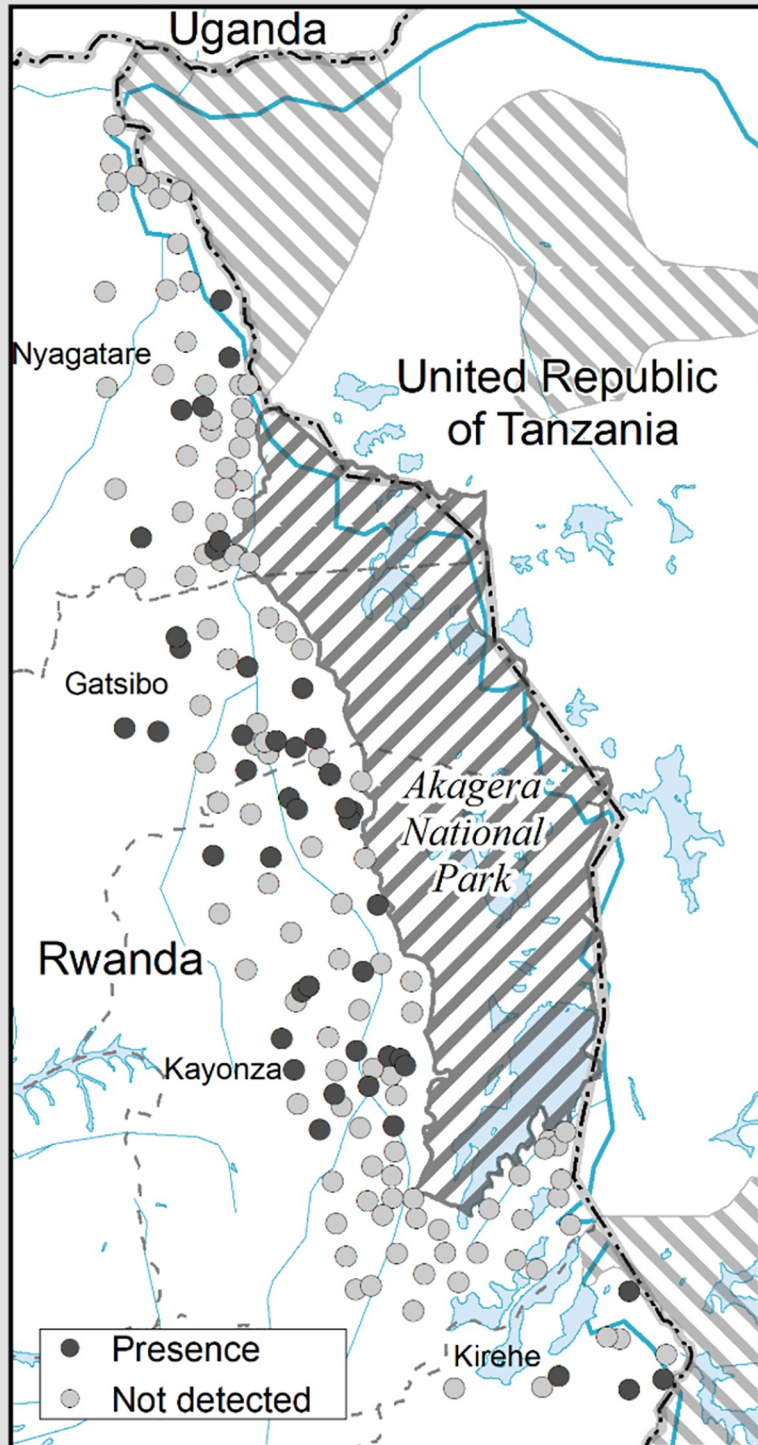 Uganda
Nyagatare
United Republic
of Tanzania
Gatsibo
Akagera
National
Park
Rwanda
Kayonza
Kirehe
Presence
Not detected